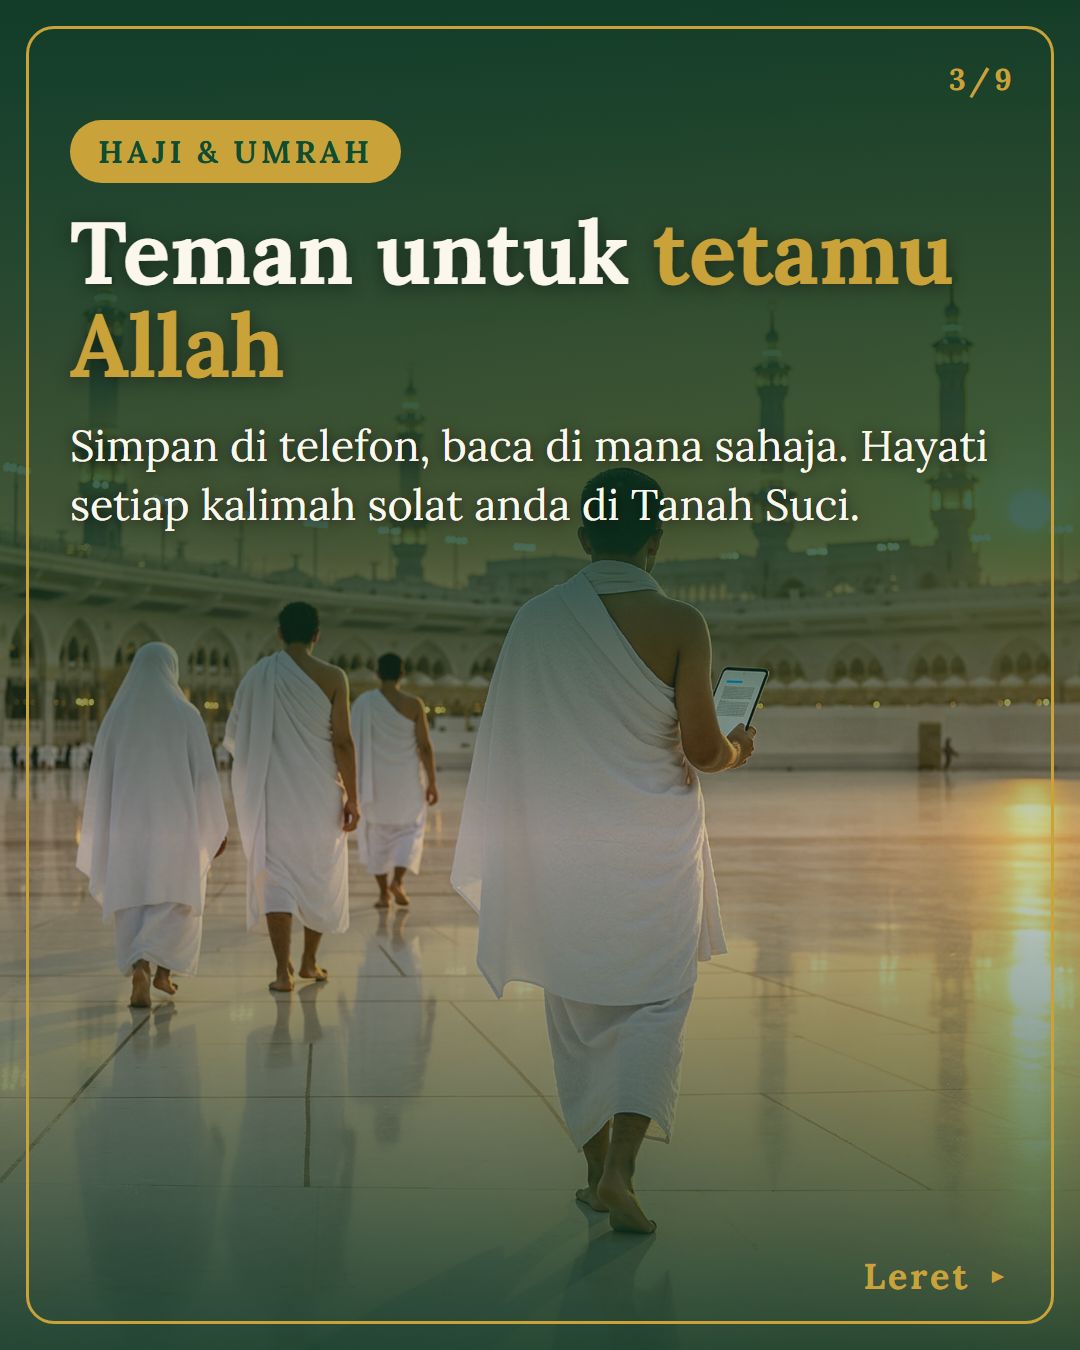 3/9
HAJI & UMRAH
Teman untuk tetamu
Allah
Simpan di telefon, baca di mana sahaja. Hayati
setiap kalimah solat anda di Tanah Suci.
Leret ▸